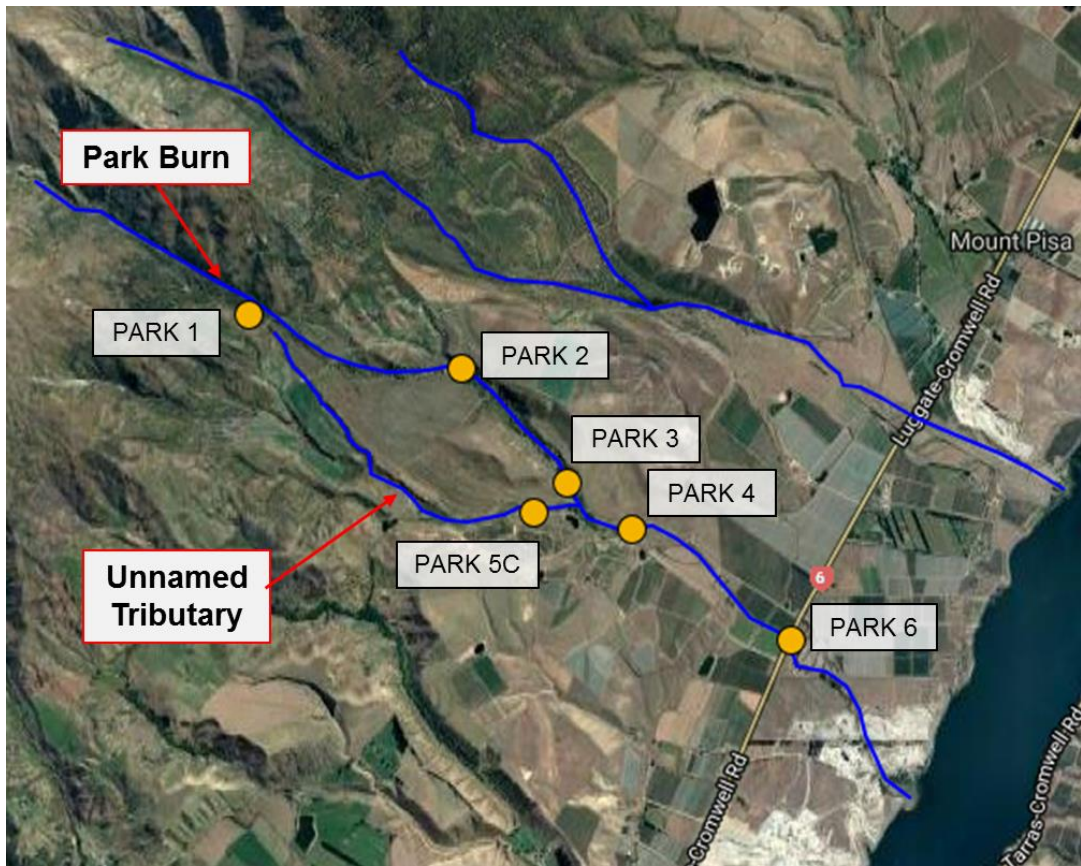 Park Burn
Mount Pisa
PARK 1
PARK 2
Luggate-Cromwell Rd
PARK 3
PARK 4
PARK 5C
Unnamed
Tributary
6
PARK 6
-Cromwell Rd
Tarras-Cromwell Rd